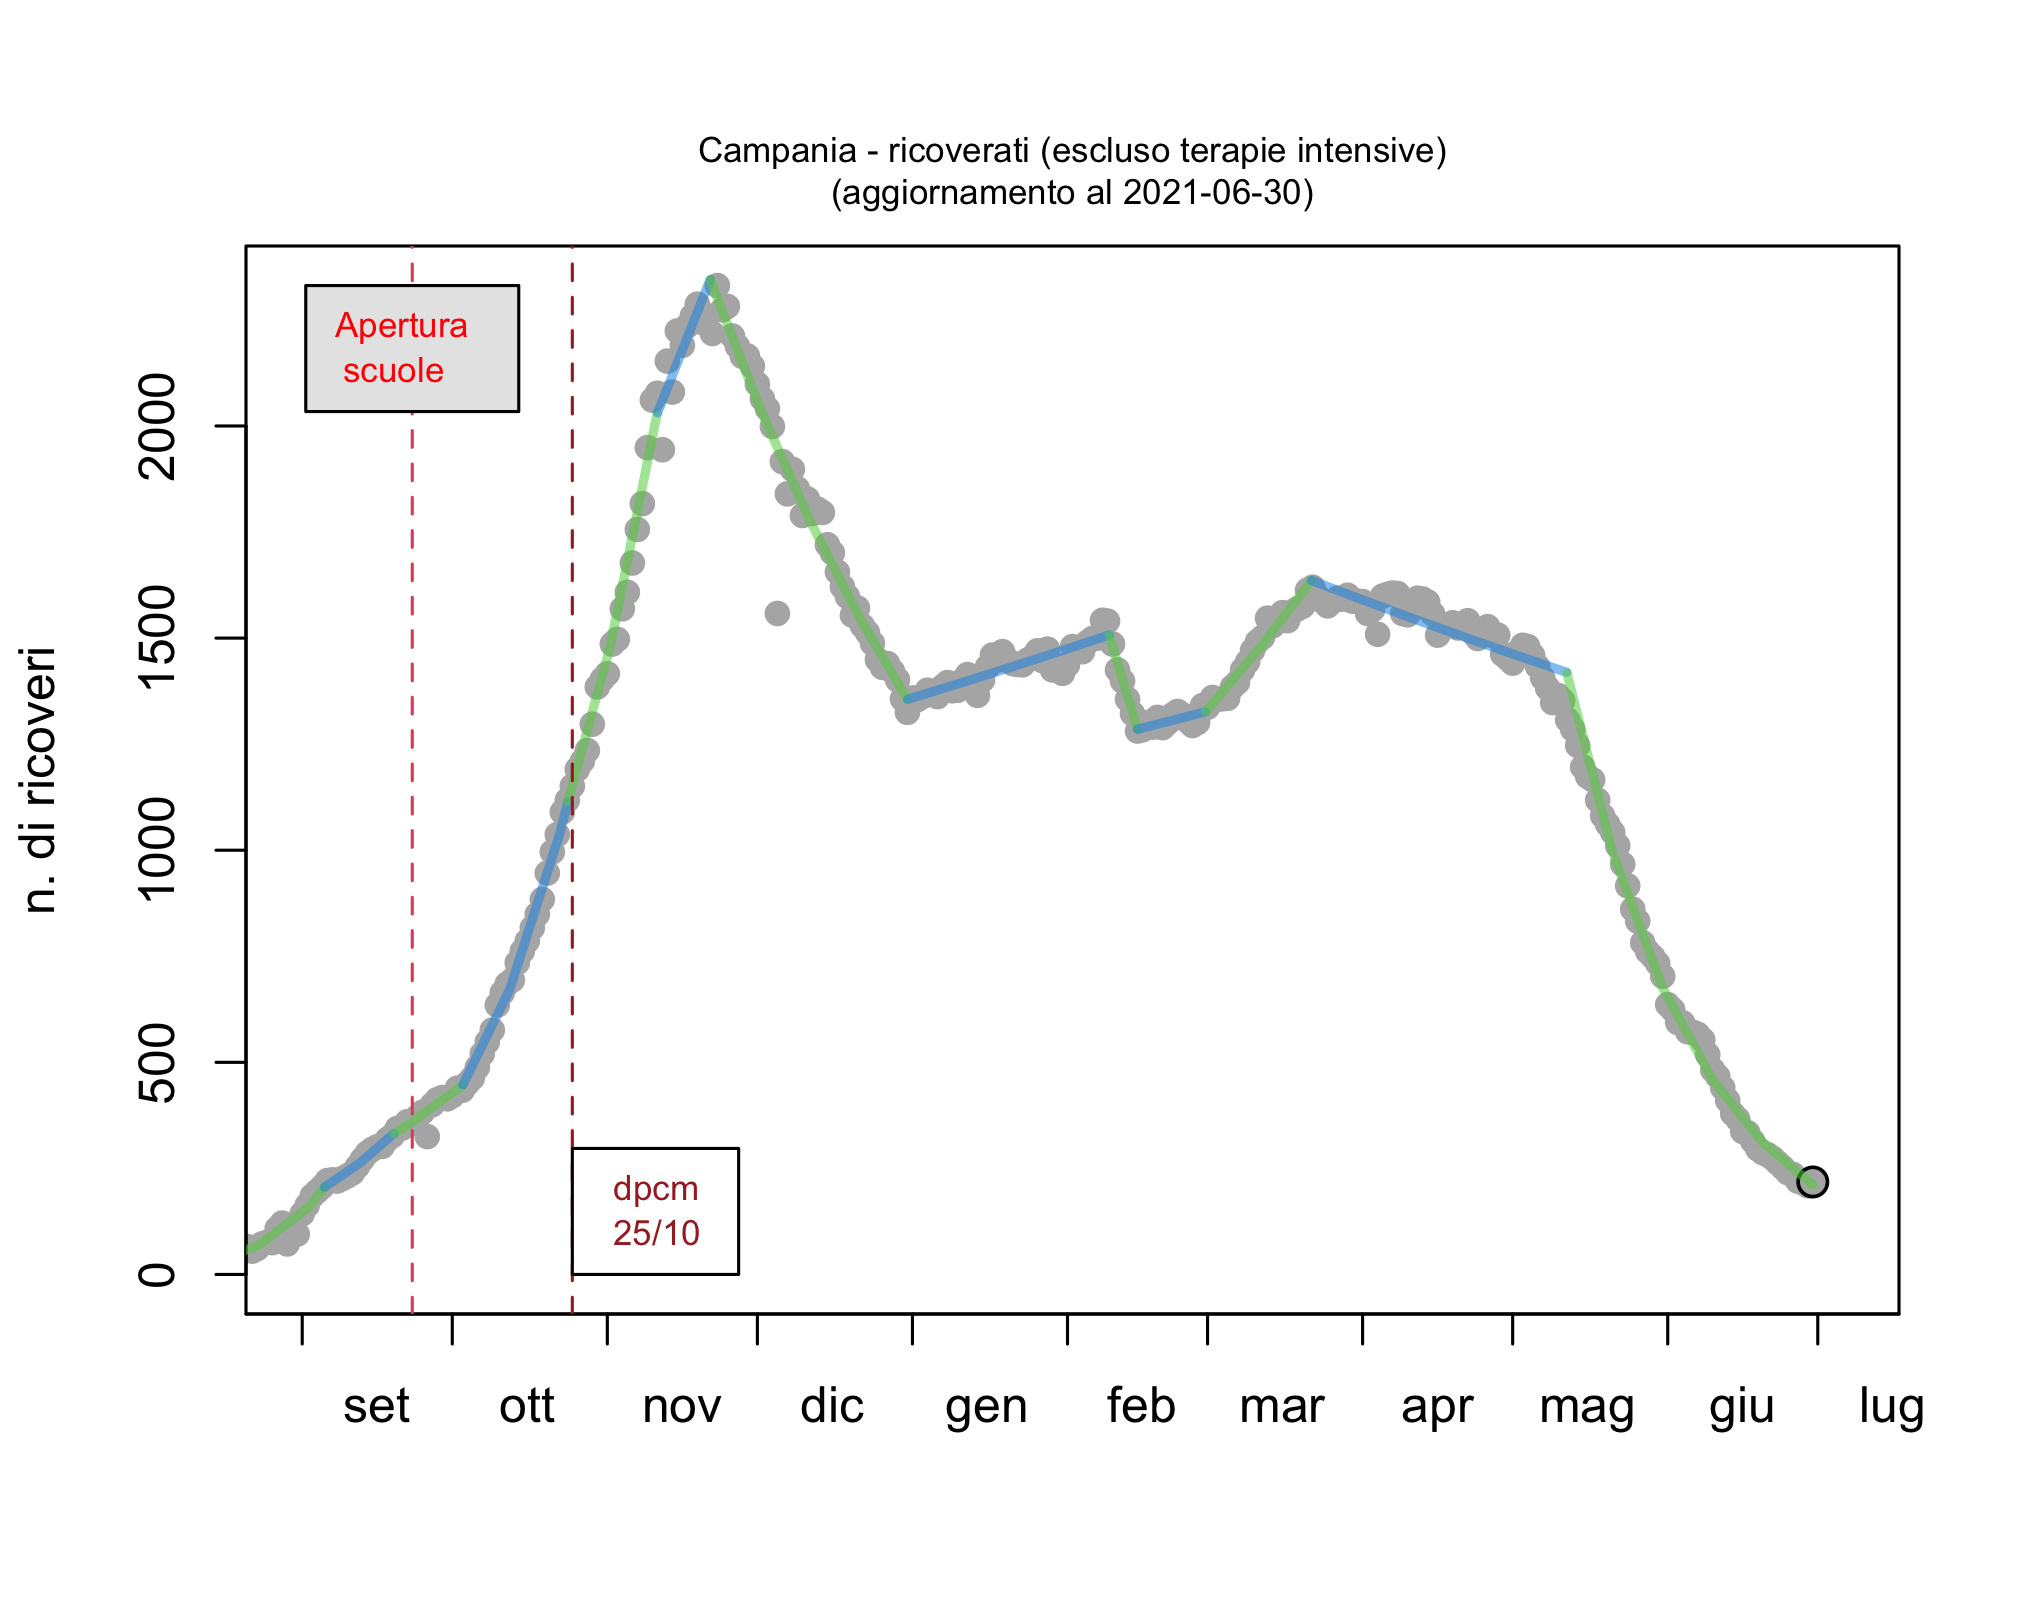 Campania - ricoverati (escluso terapie intensive)
(aggiornamento al 2021-06-30)
Apertura
scuole
n. di ricoveri
2000
1500
1000
500
0
dpcm
25/10
set ott nov dic gen feb mar apr mag giu lug